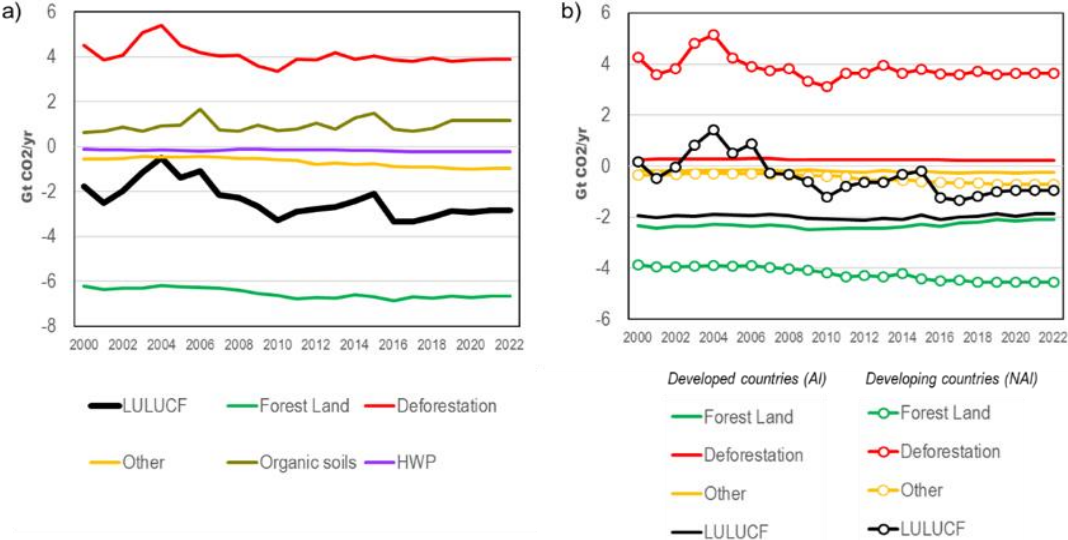 a)
6
4
2
0
-2
-4
-6
-8
Gt CO2/yr
2000 2002 2004 2006 2008 2010 2012 2014 2016 2018 2020 2022
LULUCF Forest Land Deforestation
Other Organic soils HWP
b)
6
4
2
0
-2
-4
-6
Gt CO2/yr
2000 2002 2004 2006 2008 2010 2012 2014 2016 2018 2020 2022
Developed countries (AI) Developing countries (NAI)
Forest Land Forest Land
Deforestation Deforestation
Other Other
LULUCF LULUCF